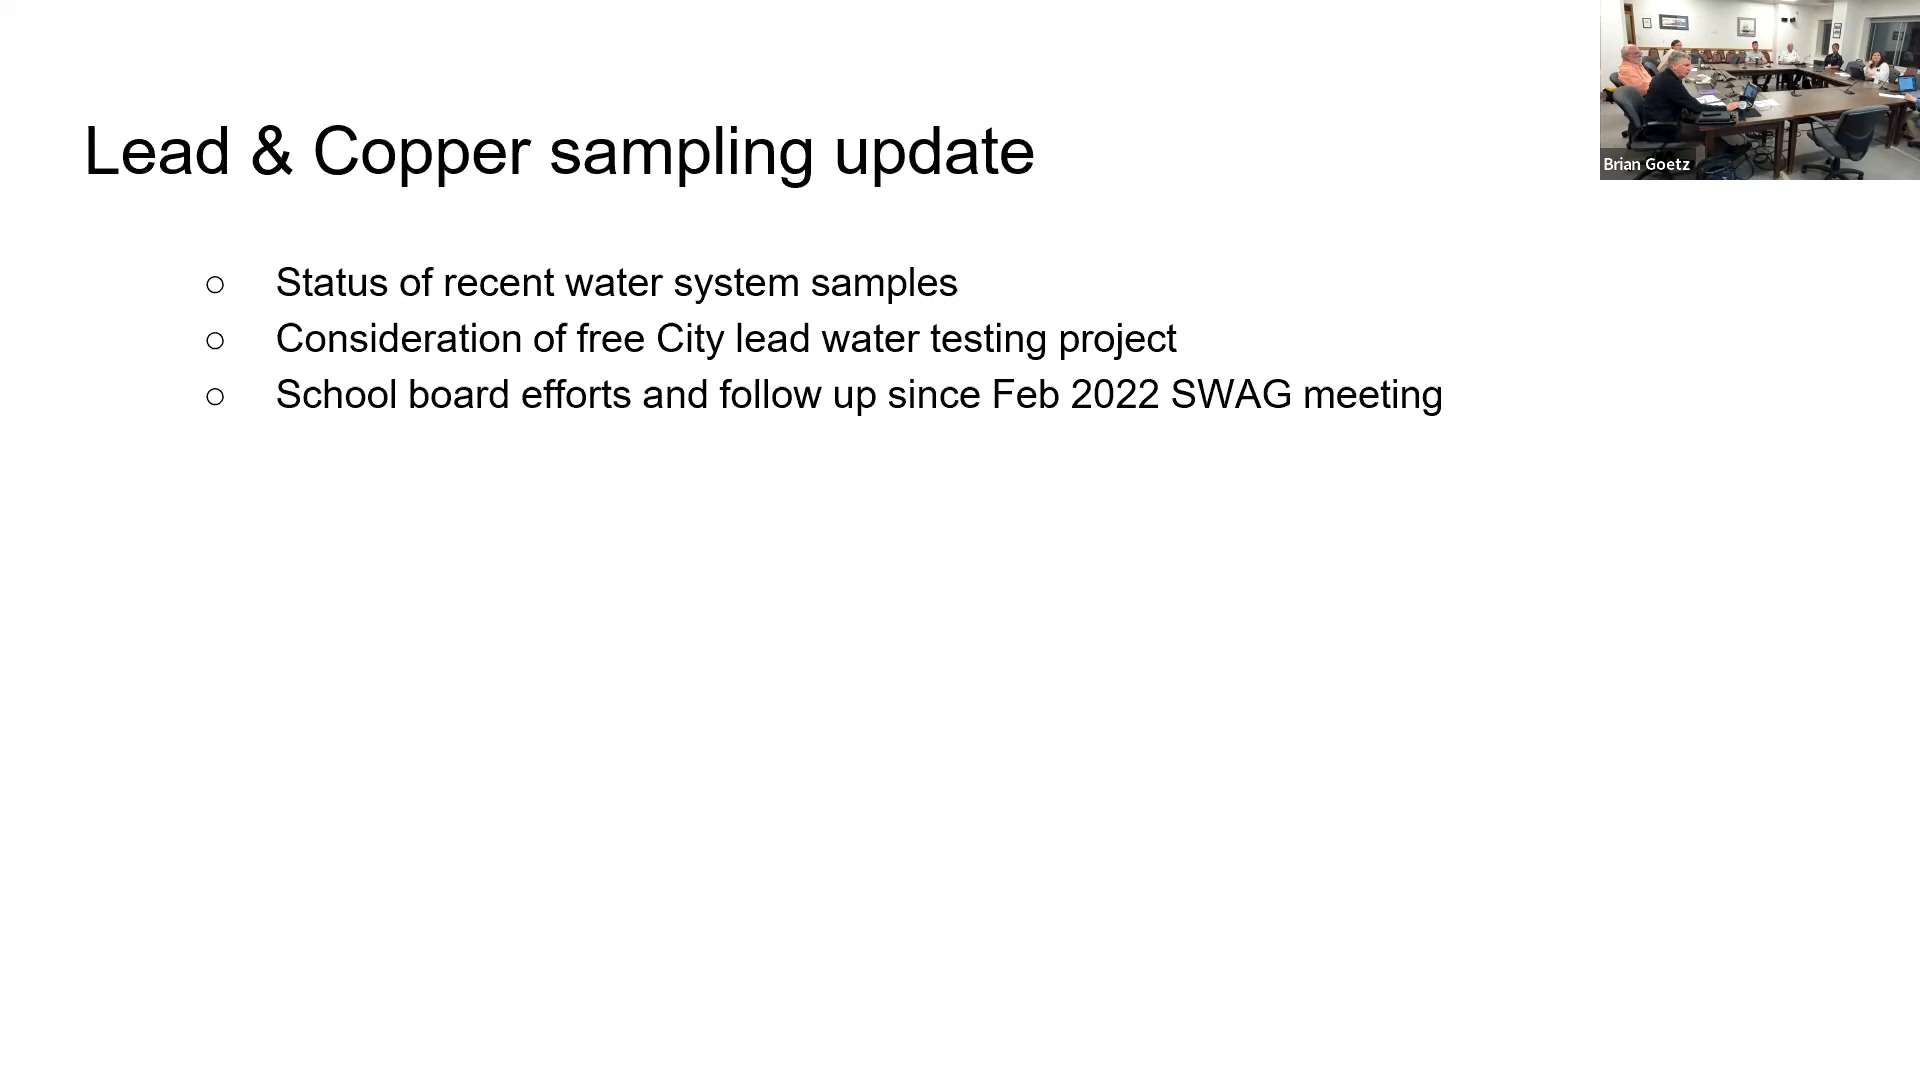 Lead & Copper sampling update
○ Status of recent water system samples
○ Consideration of free City lead water testing project
○ School board efforts and follow up since Feb 2022 SWAG meeting
Brian Goetz